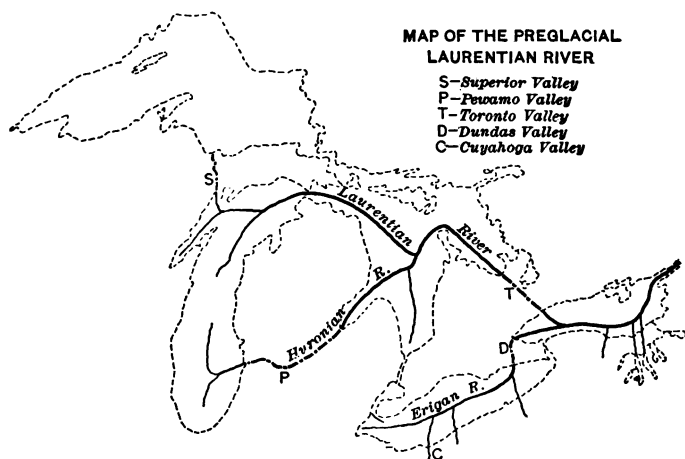 MAP OF THE PREGLACIAL
LAURENTIAN RIVER
S—Superior Valley
P—Pewamo Valley
T—Toronto Valley
D—Dundas Valley
C—Cuyahoga Valley
S
Laurentian River
T
Huronian R.
P
D
Erigan R.
C